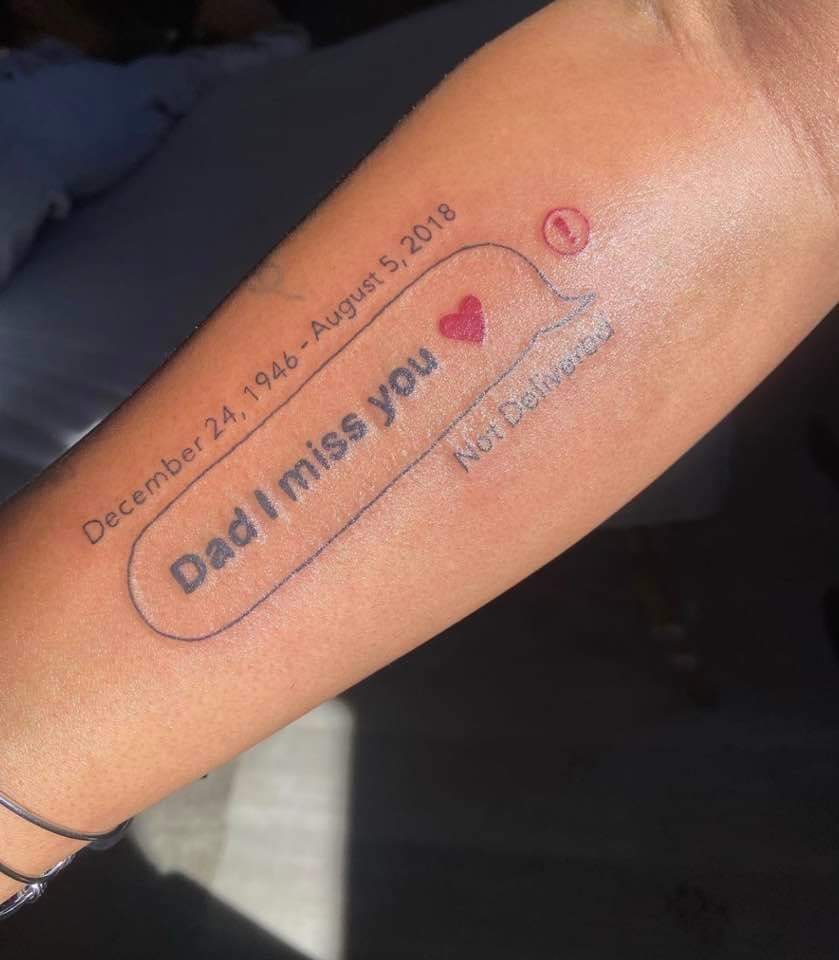 December 24, 1946 - August 5, 2018
Dad I miss you ❤
Not Delivered